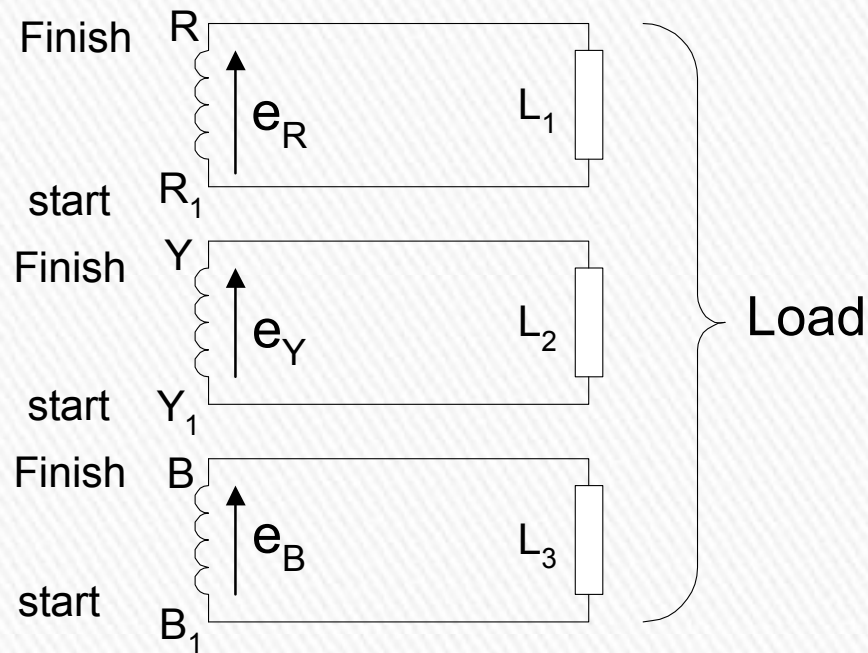 Finish R
e_R L_1
start R_1
Finish Y
e_Y L_2 Load
start Y_1
Finish B
e_B L_3
start B_1